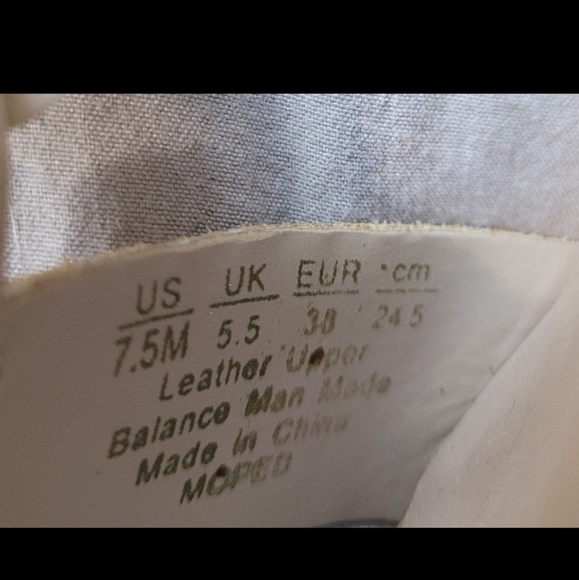 US UK EUR cm
7.5M 5.5 38 24.5
Leather Upper
Balance Man Made
Made in China
MOPED